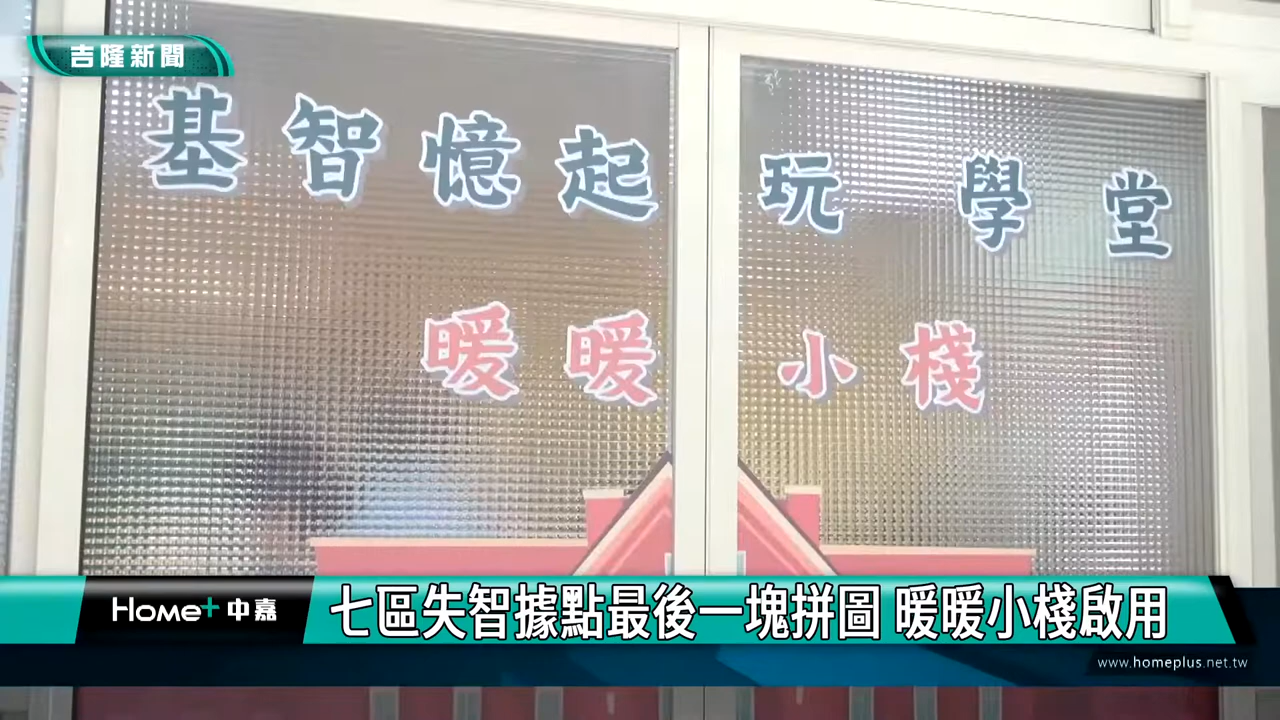 吉隆新聞
基智憶起玩學堂
暖暖小棧
Home+ 中嘉
七區失智據點最後一塊拼圖 暖暖小棧啟用
www.homeplus.net.tw